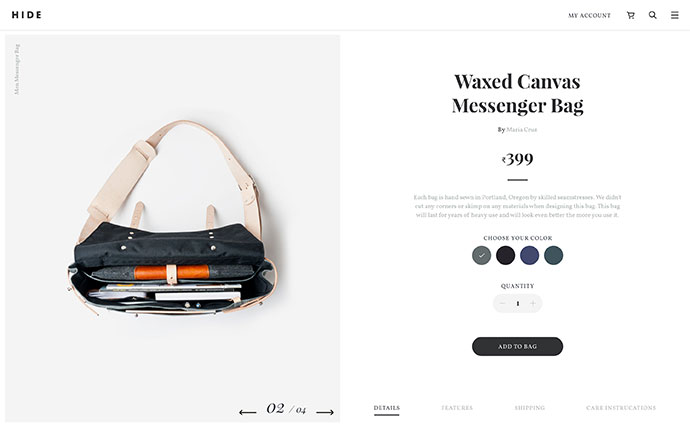 HIDE
MY ACCOUNT
Men Messenger Bag
Waxed Canvas
Messenger Bag
By Maria Cruz
₹399
Each bag is hand sewn in Portland, Oregon by skilled seamstresses. We didn't
cut any corners or skimp on any materials when designing this bag. This bag
will last for years of heavy use and will look even better the more you use it.
CHOOSE YOUR COLOR
QUANTITY
1
ADD TO BAG
02 / 04
DETAILS FEATURES SHIPPING CARE INSTRUCATIONS